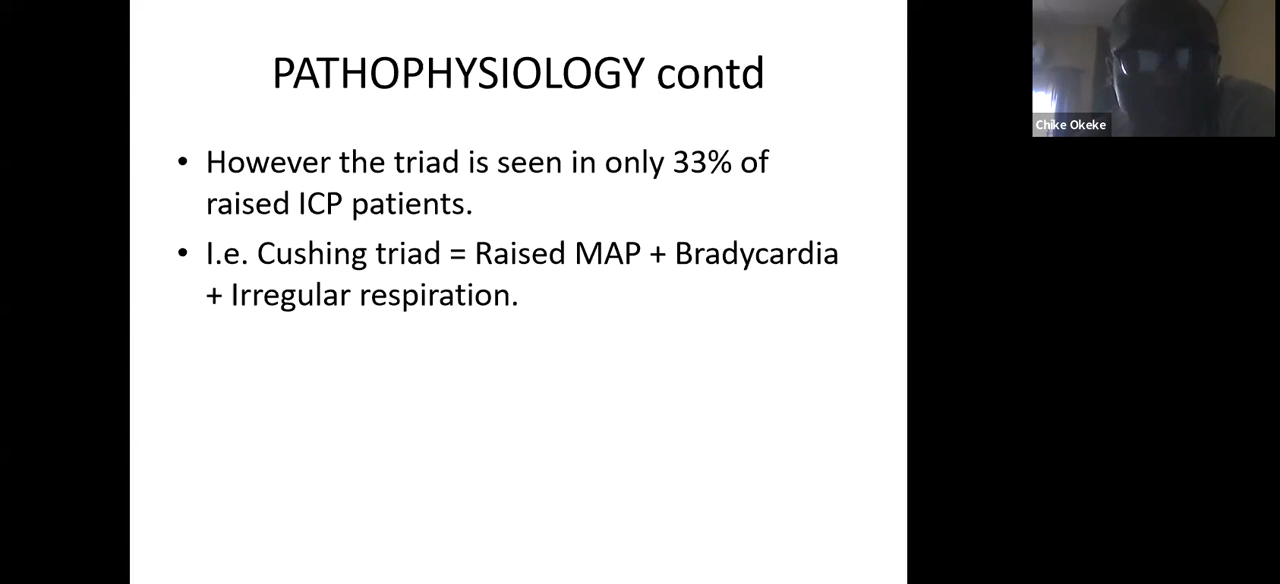 PATHOPHYSIOLOGY contd
• However the triad is seen in only 33% of
raised ICP patients.
• I.e. Cushing triad = Raised MAP + Bradycardia
+ Irregular respiration.
Chike Okeke